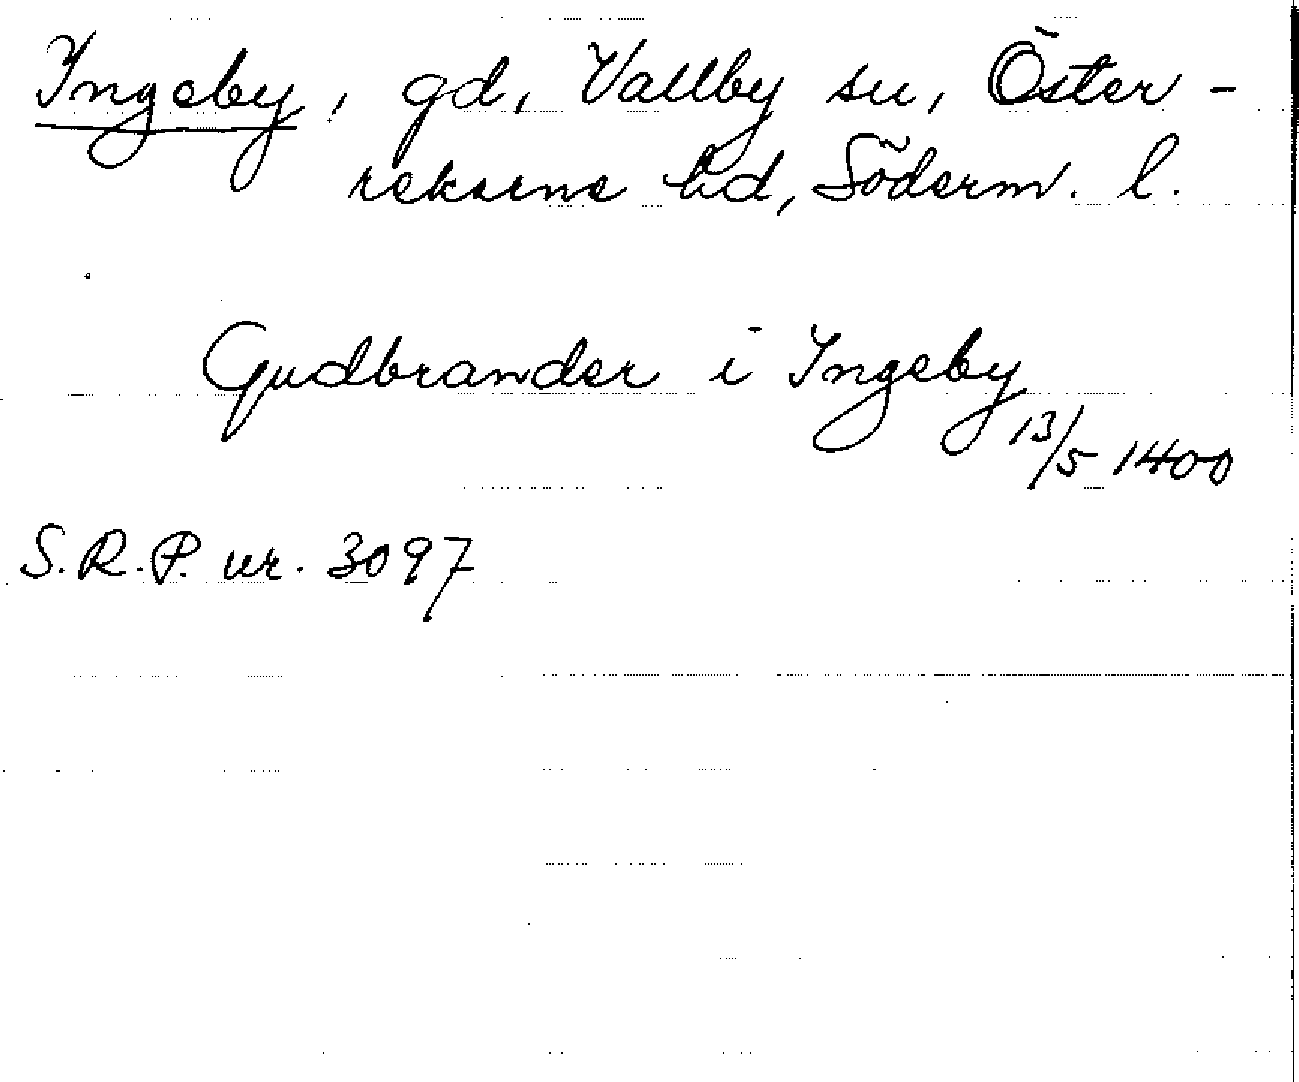 Ingeby, gd, Vallby sn, Öster-
rekarne hd, Söderm. l.
Gudbrander i Ingeby
13/5 1400
S.R.P. nr. 3097